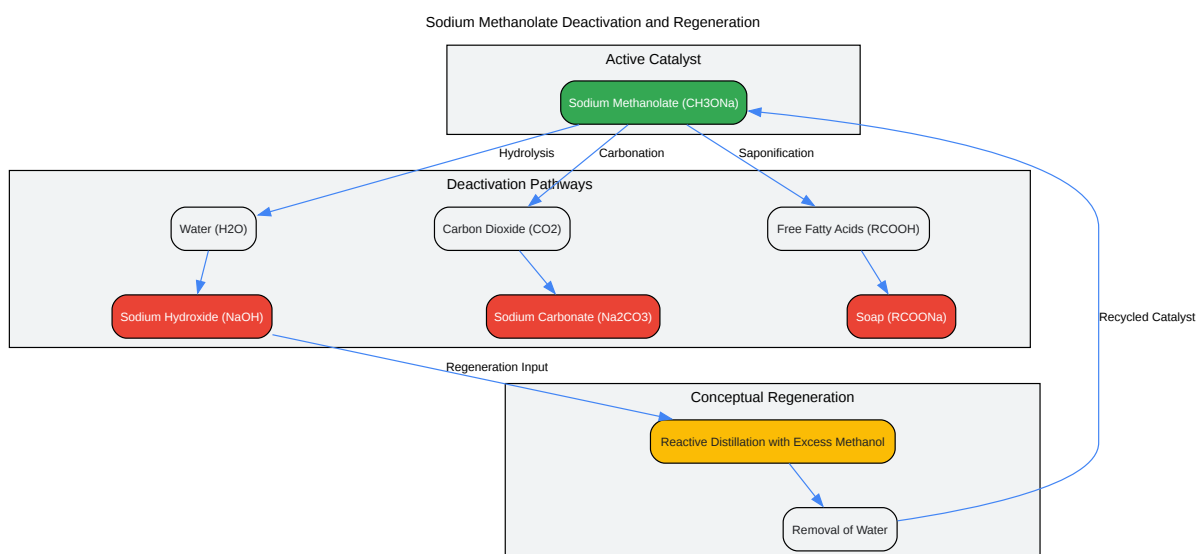 Sodium Methanolate Deactivation and Regeneration
Active Catalyst
Sodium Methanolate (CH3ONa)
Hydrolysis
Carbonation
Saponification
Deactivation Pathways
Water (H2O)
Carbon Dioxide (CO2)
Free Fatty Acids (RCOOH)
Sodium Hydroxide (NaOH)
Sodium Carbonate (Na2CO3)
Soap (RCOONa)
Recycled Catalyst
Regeneration Input
Conceptual Regeneration
Reactive Distillation with Excess Methanol
Removal of Water